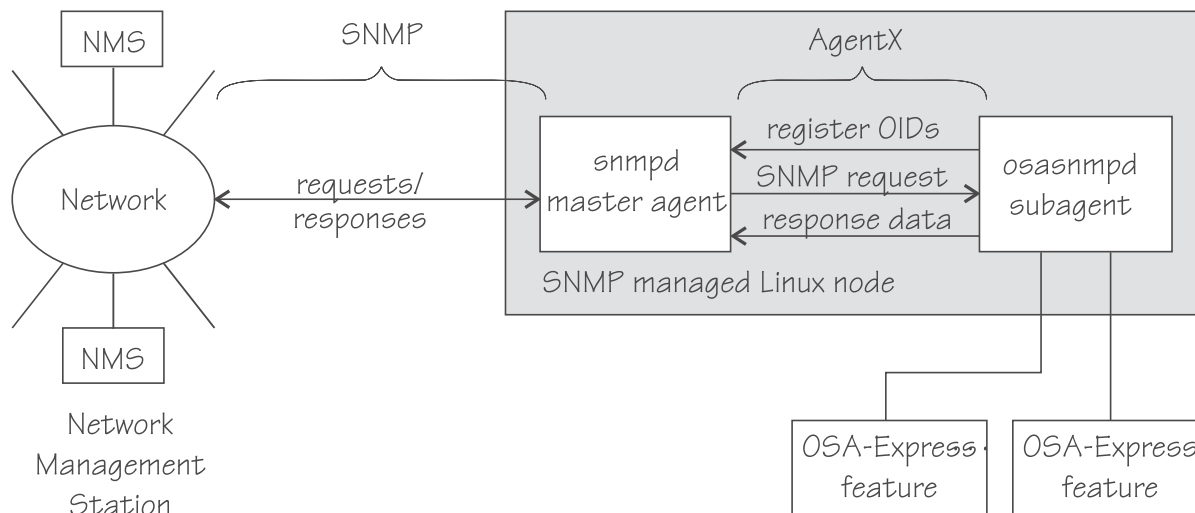 NMS
SNMP
AgentX
Network
requests/
responses
snmpd
master agent
register OIDs
SNMP request
response data
osasnmpd
subagent
SNMP managed Linux node
NMS
Network
Management
Station
OSA-Express
feature
OSA-Express
feature